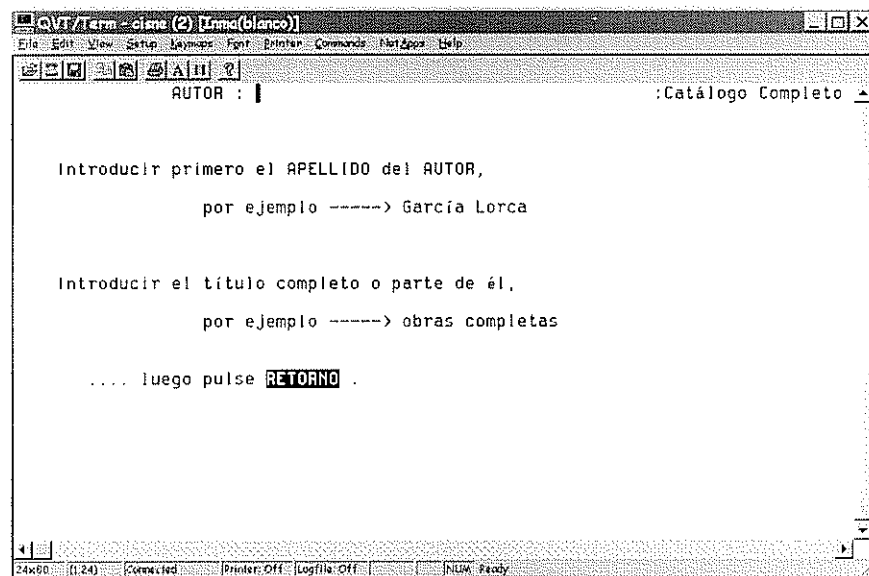 QVT/Term - cisne (2) [Inma(blanco)]
File Edit View Setup Keymaps Font Printer Commands NetApps Help
AUTOR : :Catálogo Completo
Introducir primero el APELLIDO del AUTOR,
por ejemplo -----> García Lorca
Introducir el título completo o parte de él,
por ejemplo -----> obras completas
.... luego pulse RETORNO .
24x80 (1,24) Connected Printer: Off Logfile: Off NUM Ready